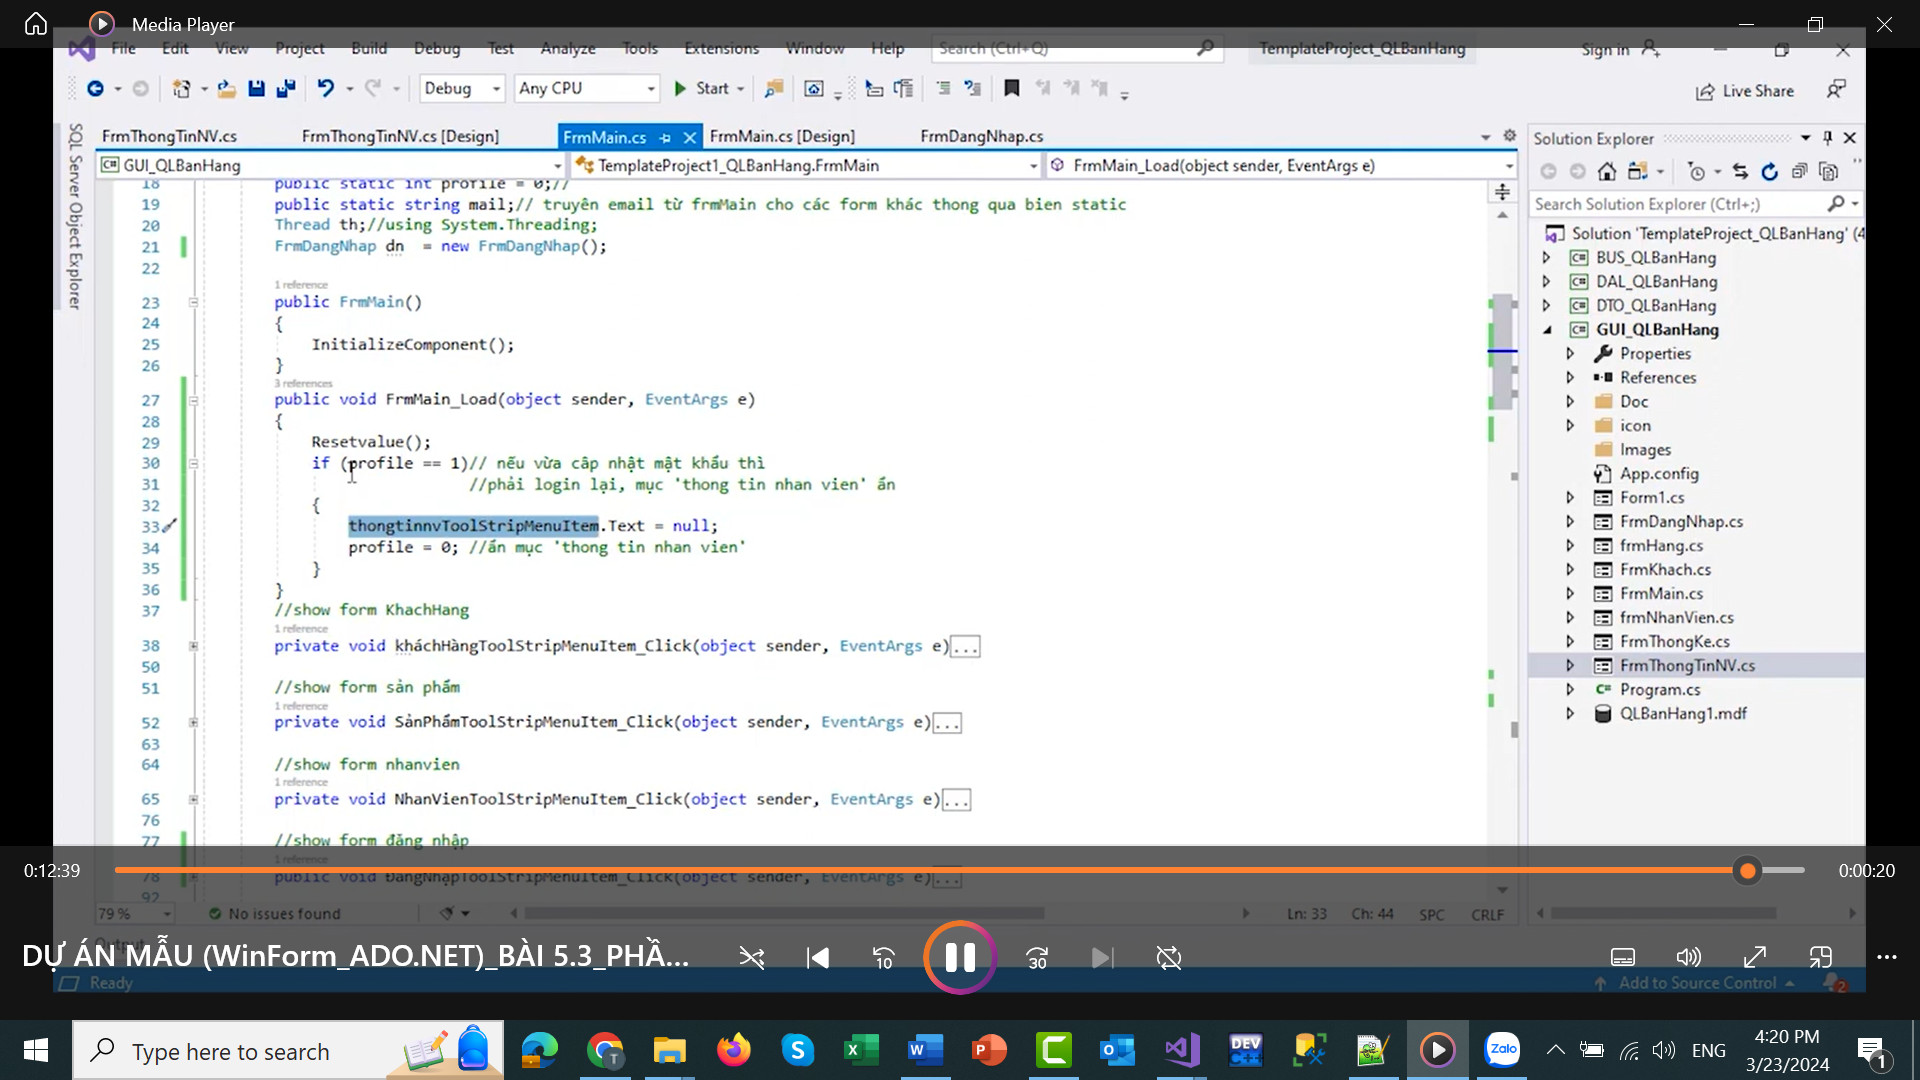 Media Player
File Edit View Project Build Debug Test Analyze Tools Extensions Window Help Search (Ctrl+Q) TemplateProject_QLBanHang Sign in
Debug Any CPU Start Live Share
SQL Server Object Explorer
FrmThongTinNV.cs FrmThongTinNV.cs [Design] FrmMain.cs FrmMain.cs [Design] FrmDangNhap.cs
GUI_QLBanHang TemplateProject1_QLBanHang.FrmMain FrmMain_Load(object sender, EventArgs e)
18 public static int profile = 0;//
19 public static string mail;// truyên email từ frmMain cho các form khác thong qua bien static
20 Thread th;//using System.Threading;
21 FrmDangNhap dn = new FrmDangNhap();
22
1 reference
23 public FrmMain()
24 {
25 InitializeComponent();
26 }
3 references
27 public void FrmMain_Load(object sender, EventArgs e)
28 {
29 Resetvalue();
30 if (profile == 1)// nếu vừa câp nhật mật khẩu thì
31 //phải login lại, mục 'thong tin nhan vien' ẩn
32 {
33 thongtinnvToolStripMenuItem.Text = null;
34 profile = 0; //ẩn mục 'thong tin nhan vien'
35 }
36 }
37 //show form KhachHang
1 reference
38 private void kháchHàngToolStripMenuItem_Click(object sender, EventArgs e)...
50
51 //show form sản phẩm
1 reference
52 private void SảnPhẩmToolStripMenuItem_Click(object sender, EventArgs e)...
63
64 //show form nhanvien
1 reference
65 private void NhanVienToolStripMenuItem_Click(object sender, EventArgs e)...
76
77 //show form đăng nhập
1 reference
78 public void ĐăngNhậpToolStripMenuItem_Click(object sender, EventArgs e)...
92
79 % No issues found Ln: 33 Ch: 44 SPC CRLF
Output
Ready Add to Source Control 2
Solution Explorer
Search Solution Explorer (Ctrl+;)
Solution 'TemplateProject_QLBanHang' (4
BUS_QLBanHang
DAL_QLBanHang
DTO_QLBanHang
GUI_QLBanHang
Properties
References
Doc
icon
Images
App.config
Form1.cs
FrmDangNhap.cs
frmHang.cs
FrmKhach.cs
FrmMain.cs
frmNhanVien.cs
FrmThongKe.cs
FrmThongTinNV.cs
Program.cs
QLBanHang1.mdf
0:12:39 0:00:20
DỰ ÁN MẪU (WinForm_ADO.NET)_BÀI 5.3_PHẦ...
10 30
Type here to search
DEV C++
Zalo
ENG
4:20 PM
3/23/2024
1